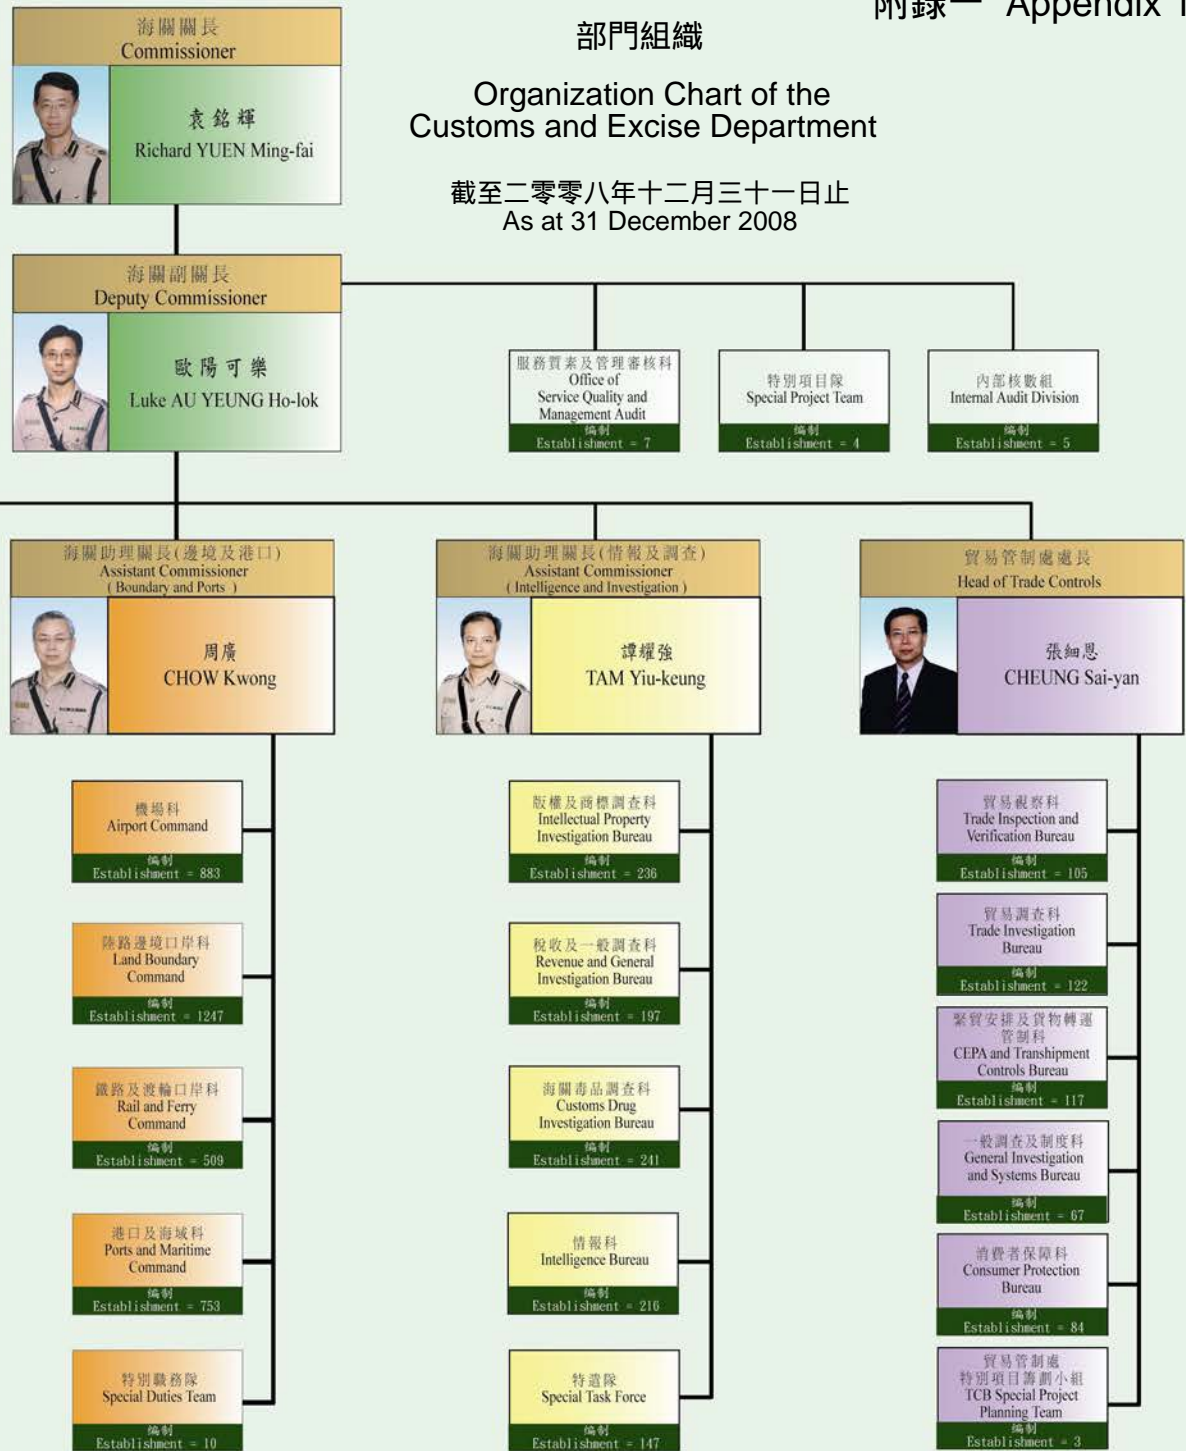 附錄一 Appendix 1
部門組織
Organization Chart of the
Customs and Excise Department
截至二零零八年十二月三十一日止
As at 31 December 2008
海關關長
Commissioner
袁銘輝
Richard YUEN Ming-fai
海關副關長
Deputy Commissioner
歐陽可樂
Luke AU YEUNG Ho-lok
服務質素及管理審核科
Office of
Service Quality and
Management Audit
編制
Establishment = 7
特別項目隊
Special Project Team
編制
Establishment = 4
內部核數組
Internal Audit Division
編制
Establishment = 5
海關助理關長(邊境及港口)
Assistant Commissioner
( Boundary and Ports )
周廣
CHOW Kwong
機場科
Airport Command
編制
Establishment = 883
陸路邊境口岸科
Land Boundary
Command
編制
Establishment = 1247
鐵路及渡輪口岸科
Rail and Ferry
Command
編制
Establishment = 509
港口及海域科
Ports and Maritime
Command
編制
Establishment = 753
特別職務隊
Special Duties Team
編制
Establishment = 10
海關助理關長(情報及調查)
Assistant Commissioner
( Intelligence and Investigation )
譚耀強
TAM Yiu-keung
版權及商標調查科
Intellectual Property
Investigation Bureau
編制
Establishment = 236
稅收及一般調查科
Revenue and General
Investigation Bureau
編制
Establishment = 197
海關毒品調查科
Customs Drug
Investigation Bureau
編制
Establishment = 241
情報科
Intelligence Bureau
編制
Establishment = 216
特遣隊
Special Task Force
編制
Establishment = 147
貿易管制處處長
Head of Trade Controls
張細恩
CHEUNG Sai-yan
貿易視察科
Trade Inspection and
Verification Bureau
編制
Establishment = 105
貿易調查科
Trade Investigation
Bureau
編制
Establishment = 122
緊貿安排及貨物轉運
管制科
CEPA and Transhipment
Controls Bureau
編制
Establishment = 117
一般調查及制度科
General Investigation
and Systems Bureau
編制
Establishment = 67
消費者保障科
Consumer Protection
Bureau
編制
Establishment = 84
貿易管制處
特別項目籌劃小組
TCB Special Project
Planning Team
編制
Establishment = 3